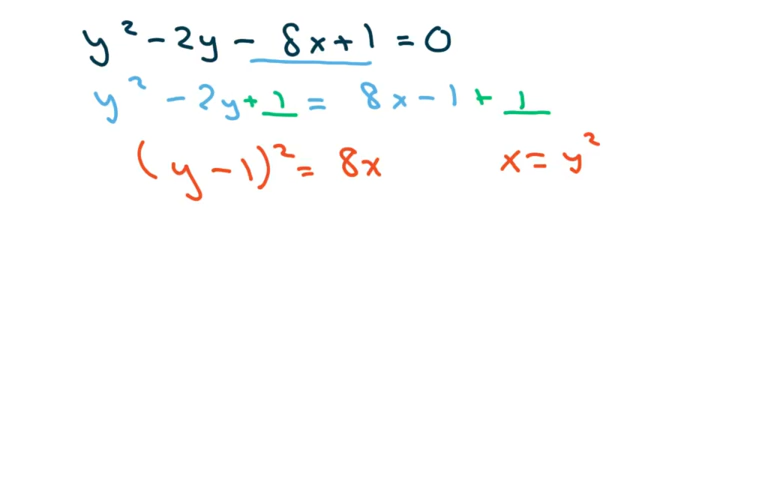 y² - 2y - 8x + 1 = 0
y² - 2y + 1 = 8x - 1 + 1
(y - 1)² = 8x x = y²